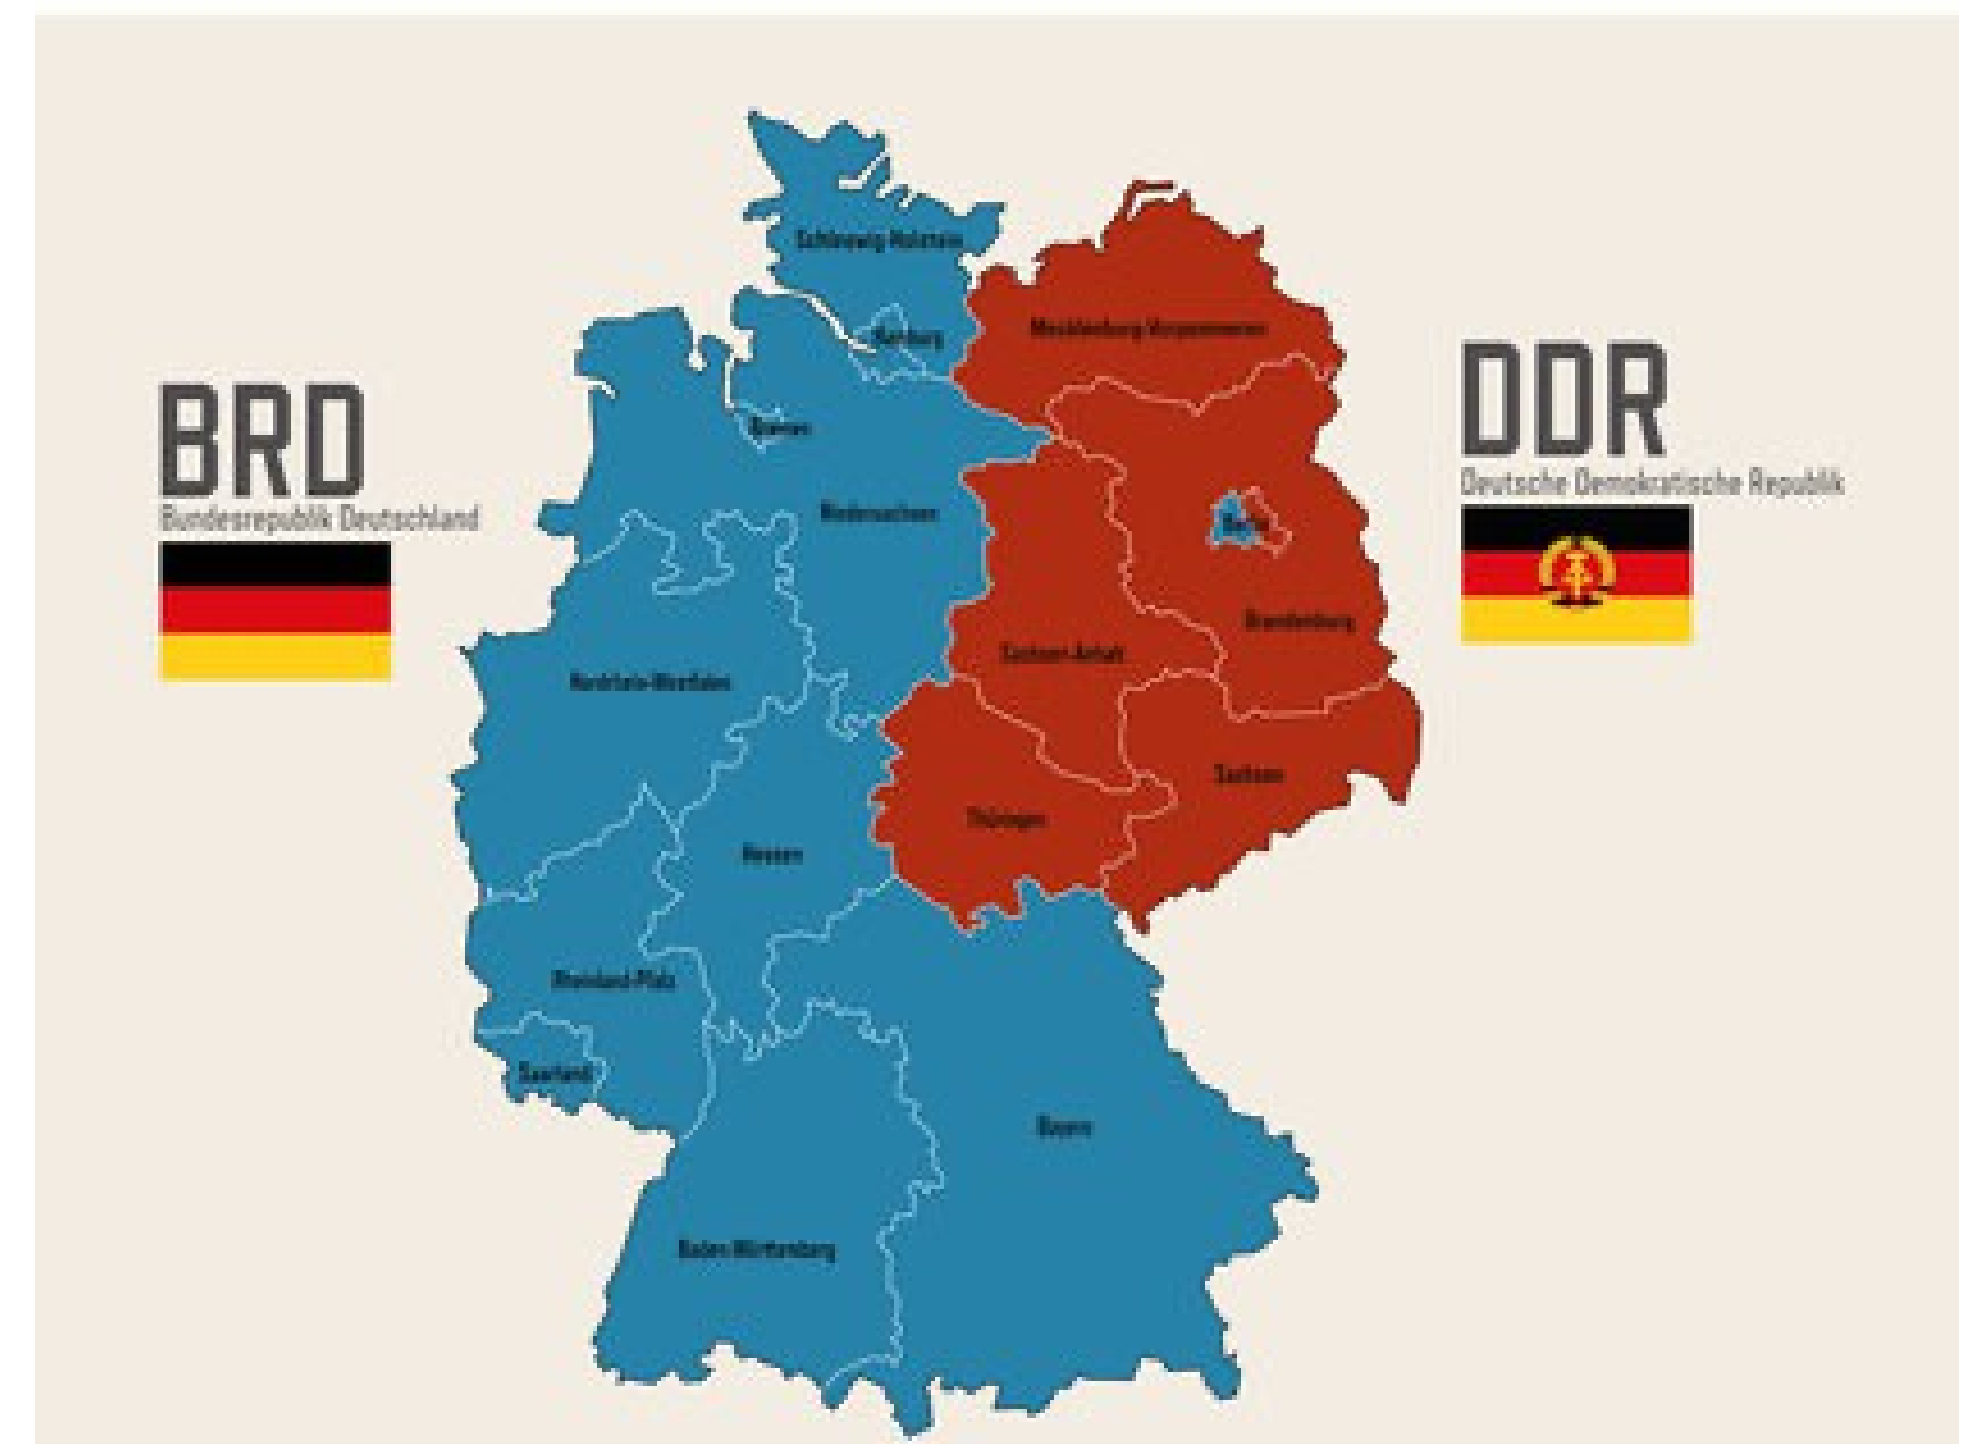 Schleswig-Holstein
Hamburg
Mecklenburg-Vorpommern
BRD
Bundesrepublik Deutschland
DDR
Deutsche Demokratische Republik
Bremen
Niedersachsen
Berlin
Brandenburg
Sachsen-Anhalt
Nordrhein-Westfalen
Sachsen
Thüringen
Hessen
Rheinland-Pfalz
Saarland
Bayern
Baden-Württemberg